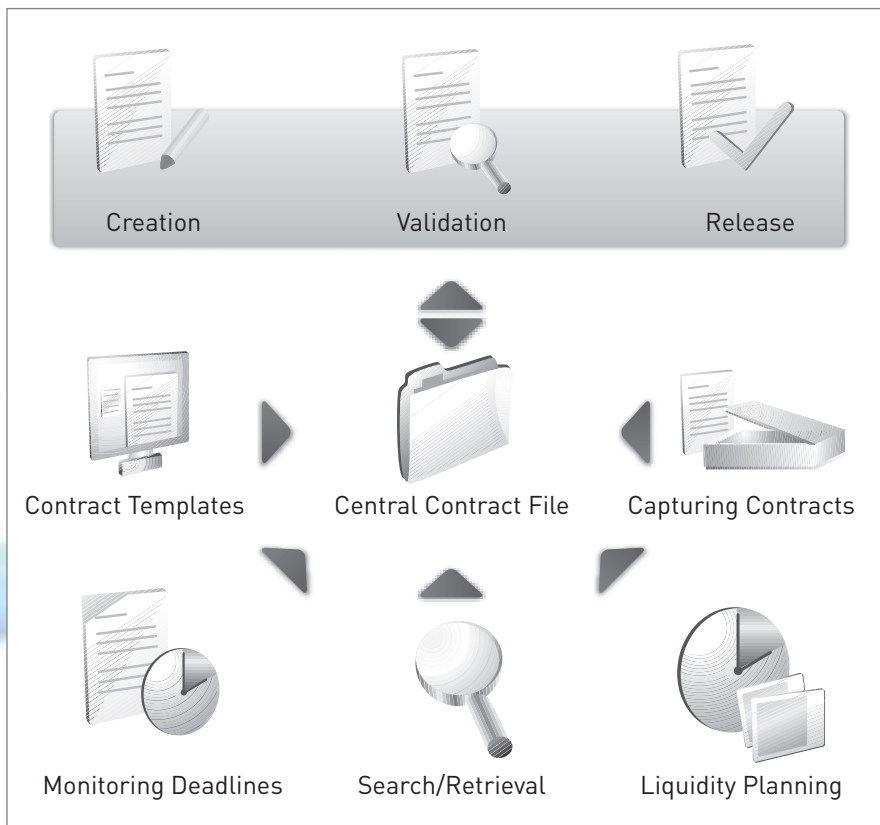 Creation
Validation
Release
Contract Templates
Central Contract File
Capturing Contracts
Monitoring Deadlines
Search/Retrieval
Liquidity Planning